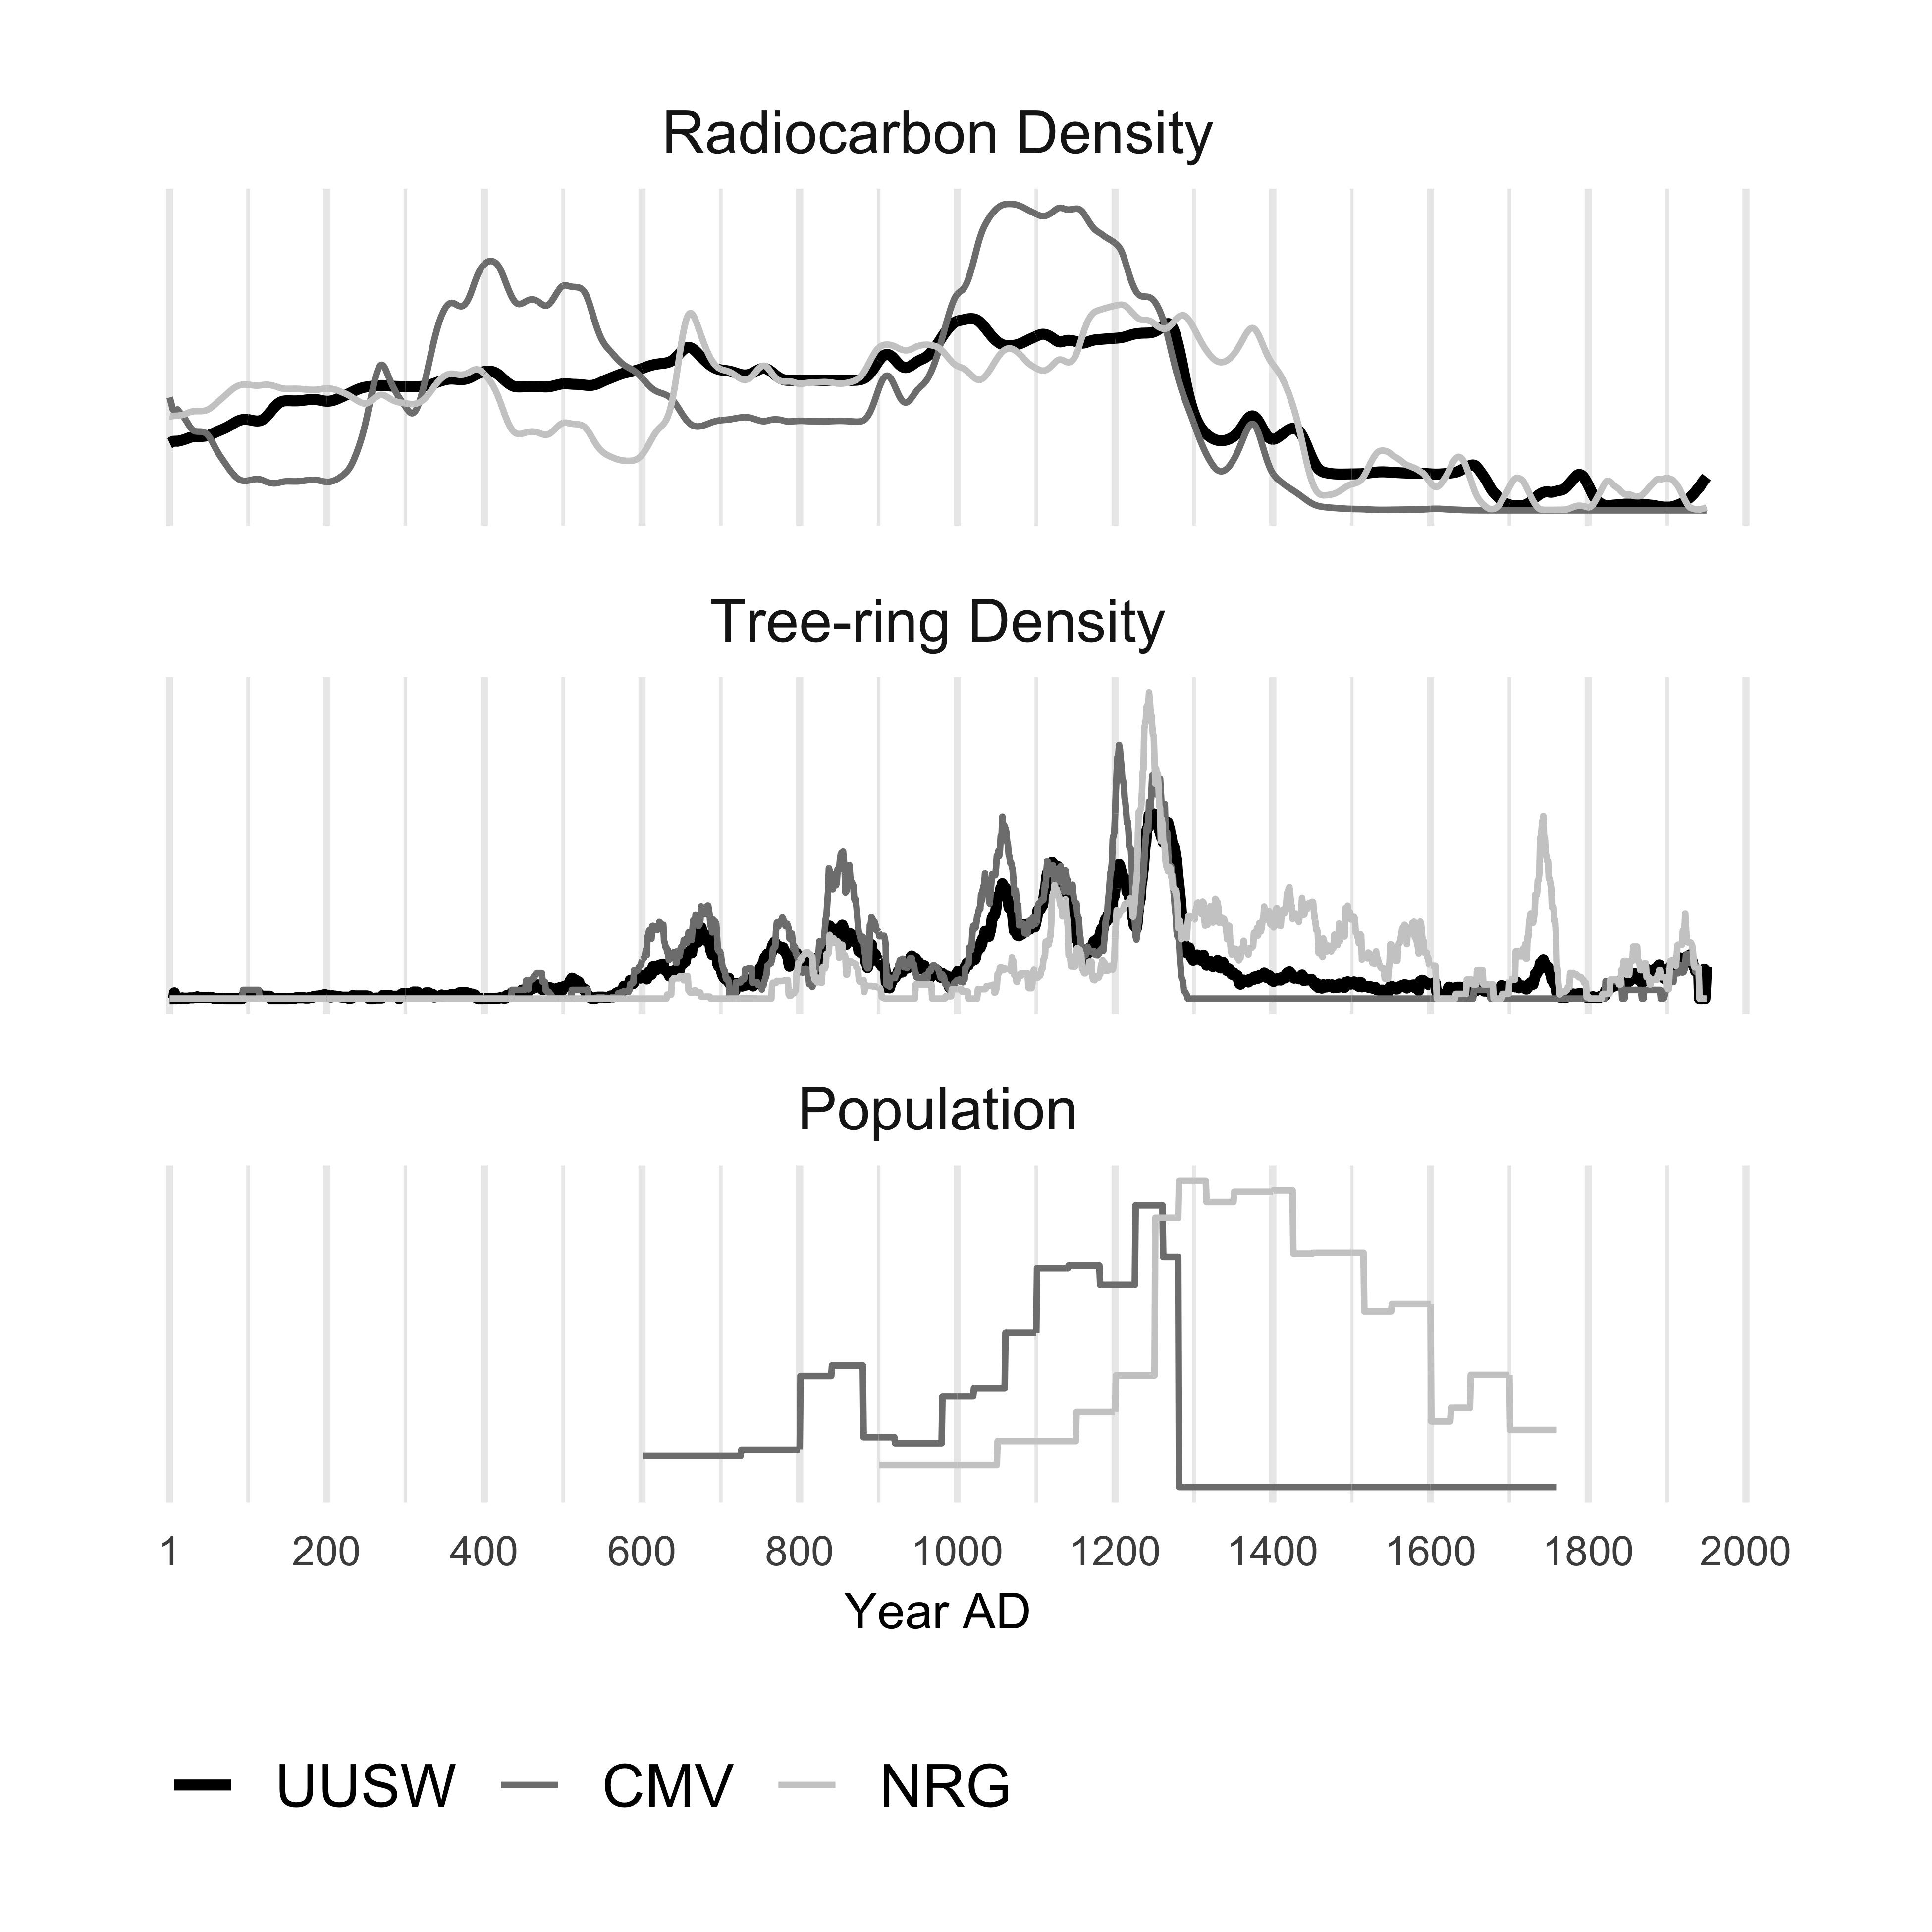 Radiocarbon Density
Tree-ring Density
Population
1 200 400 600 800 1000 1200 1400 1600 1800 2000
Year AD
UUSW CMV NRG